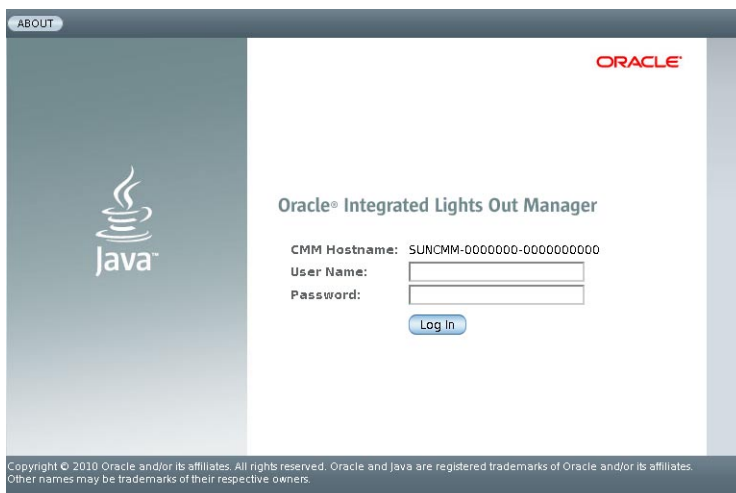 ABOUT
ORACLE®
Java™
Oracle® Integrated Lights Out Manager
CMM Hostname: SUNCMM-0000000-0000000000
User Name:
Password:
Log In
Copyright © 2010 Oracle and/or its affiliates. All rights reserved. Oracle and Java are registered trademarks of Oracle and/or its affiliates.
Other names may be trademarks of their respective owners.